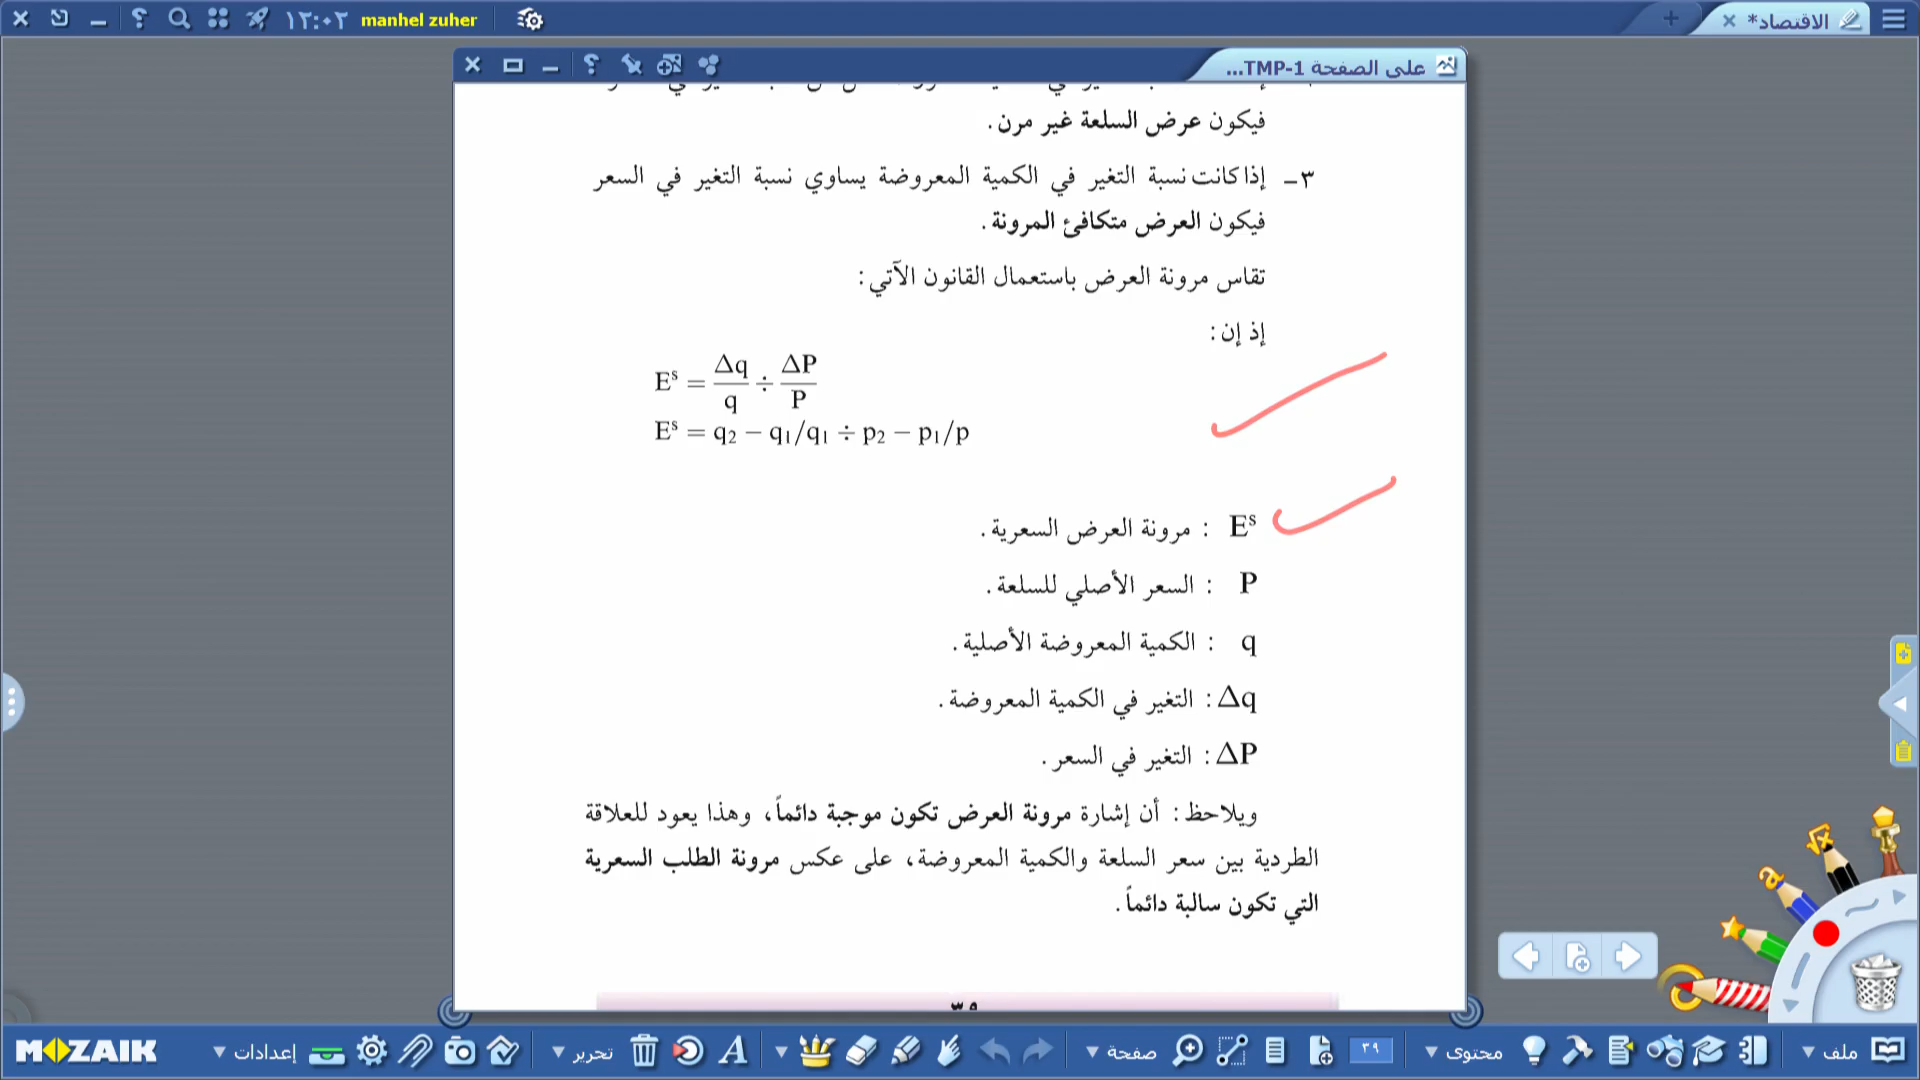 ١٢:٠٢ manhel zuher
الاقتصاد*
على الصفحة TMP-1...
فيكون عرض السلعة غير مرن.
٣- إذا كانت نسبة التغير في الكمية المعروضة يساوي نسبة التغير في السعر
فيكون العرض متكافئ المرونة.
تقاس مرونة العرض باستعمال القانون الآتي:
إذ إن:
Eˢ = Δq/q ÷ ΔP/P
Eˢ = q₂ − q₁/q₁ ÷ p₂ − p₁/p
Eˢ : مرونة العرض السعرية.
P : السعر الأصلي للسلعة.
q : الكمية المعروضة الأصلية.
Δq : التغير في الكمية المعروضة.
ΔP : التغير في السعر.
ويلاحظ: أن إشارة مرونة العرض تكون موجبة دائماً، وهذا يعود للعلاقة
الطردية بين سعر السلعة والكمية المعروضة، على عكس مرونة الطلب السعرية
التي تكون سالبة دائماً.
٣٩
ملف محتوى ٣٩ صفحة تحرير إعدادات MOZAIK